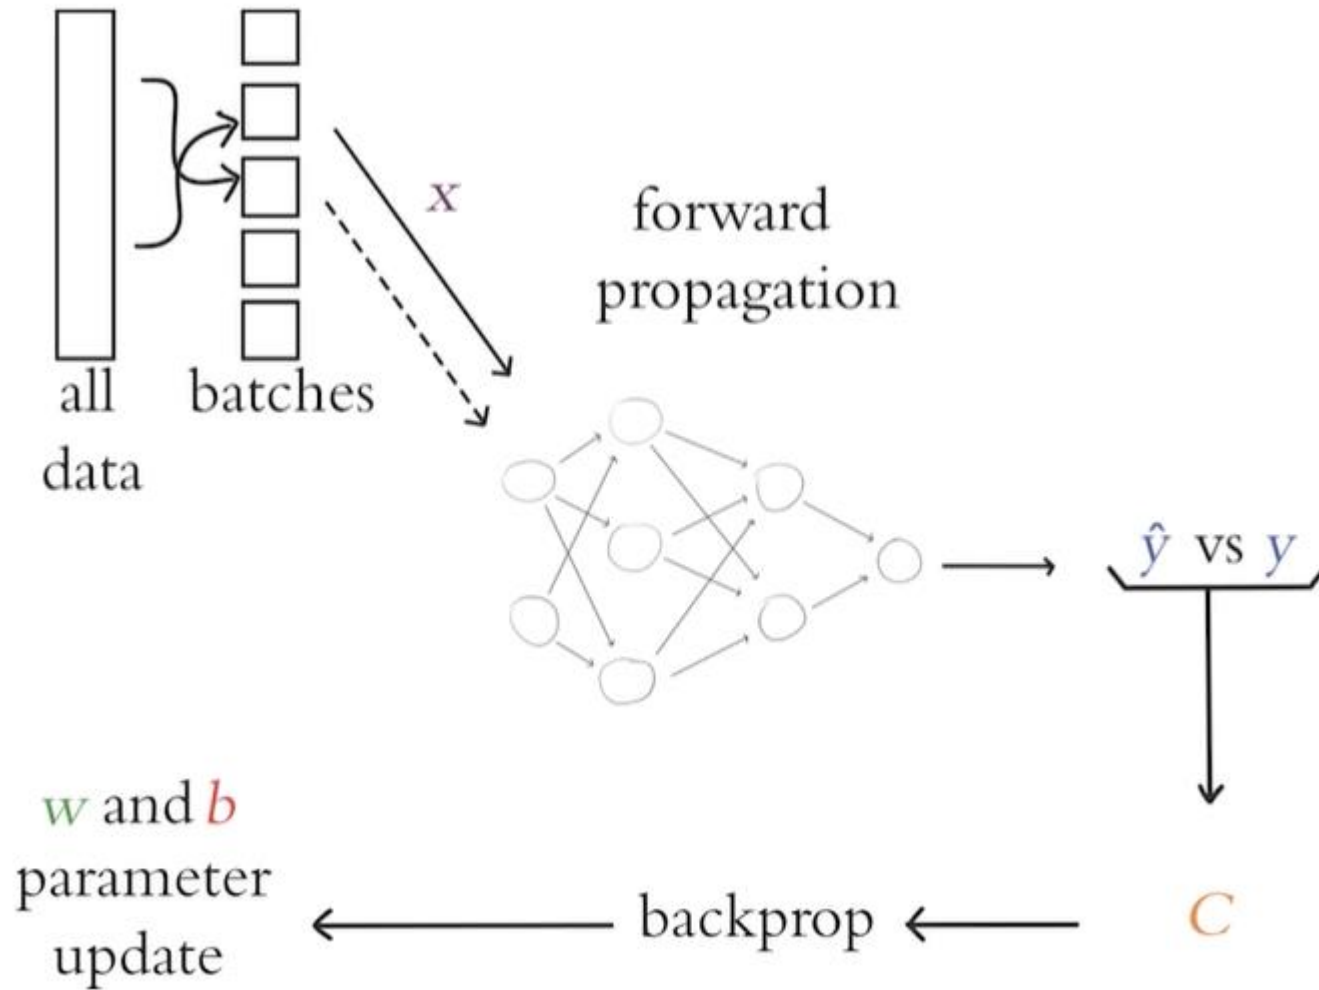 all
data
batches
x
forward
propagation
ŷ vs y
C
backprop
w and b
parameter
update